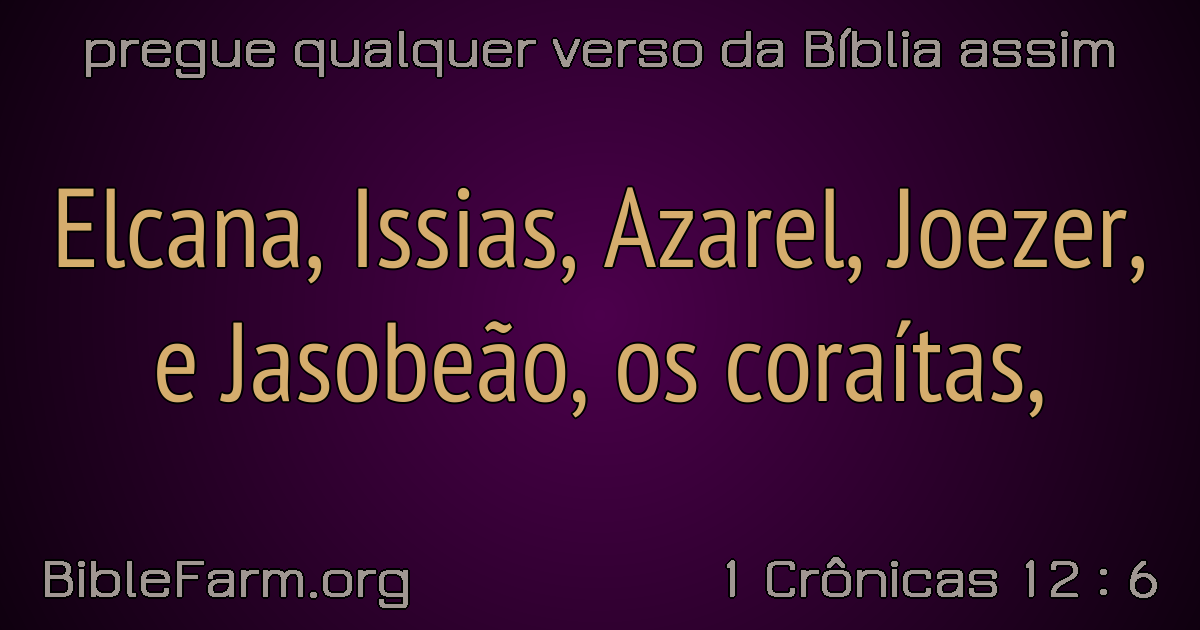 pregue qualquer verso da Bíblia assim
Elcana, Issias, Azarel, Joezer,
e Jasobeão, os coraítas,
BibleFarm.org
1 Crônicas 12 : 6